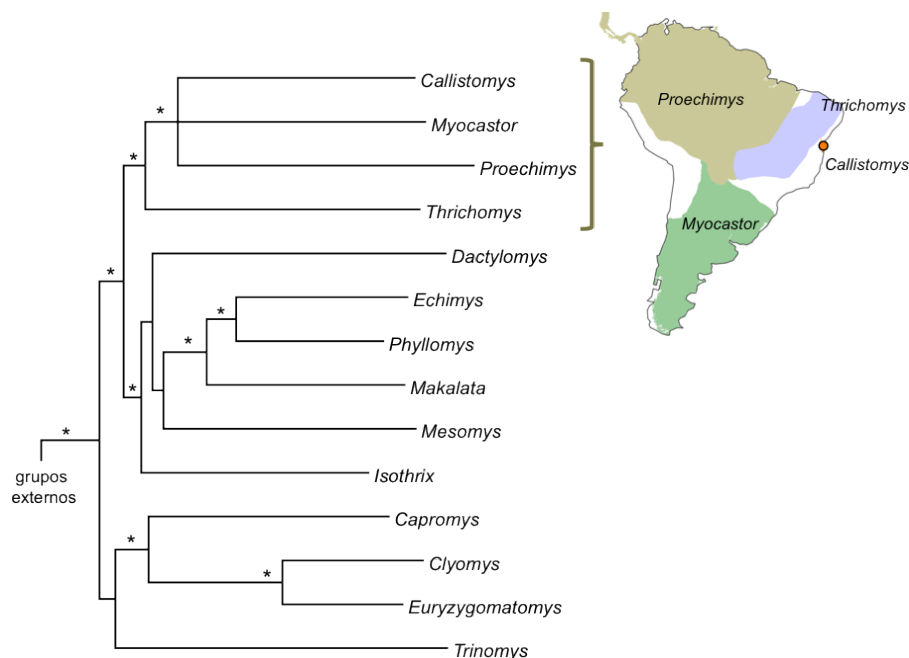 Callistomys
Myocastor
Proechimys
Thrichomys
Dactylomys
Echimys
Phyllomys
Makalata
Mesomys
Isothrix
Capromys
Clyomys
Euryzygomatomys
Trinomys
grupos
externos
*
*
*
*
*
*
*
*
*
Proechimys
Thrichomys
Callistomys
Myocastor